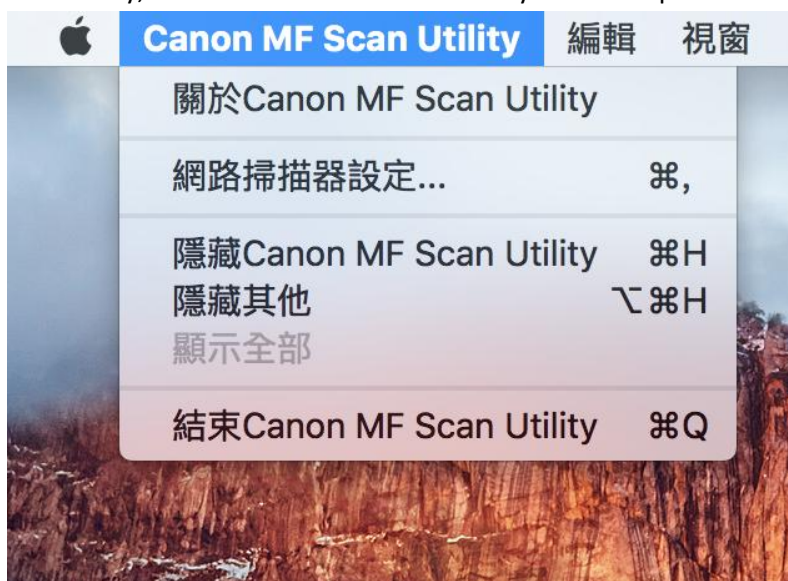 Canon MF Scan Utility 編輯 視窗
關於Canon MF Scan Utility
網路掃描器設定... ⌘,
隱藏Canon MF Scan Utility ⌘H
隱藏其他 ⌥⌘H
顯示全部
結束Canon MF Scan Utility ⌘Q